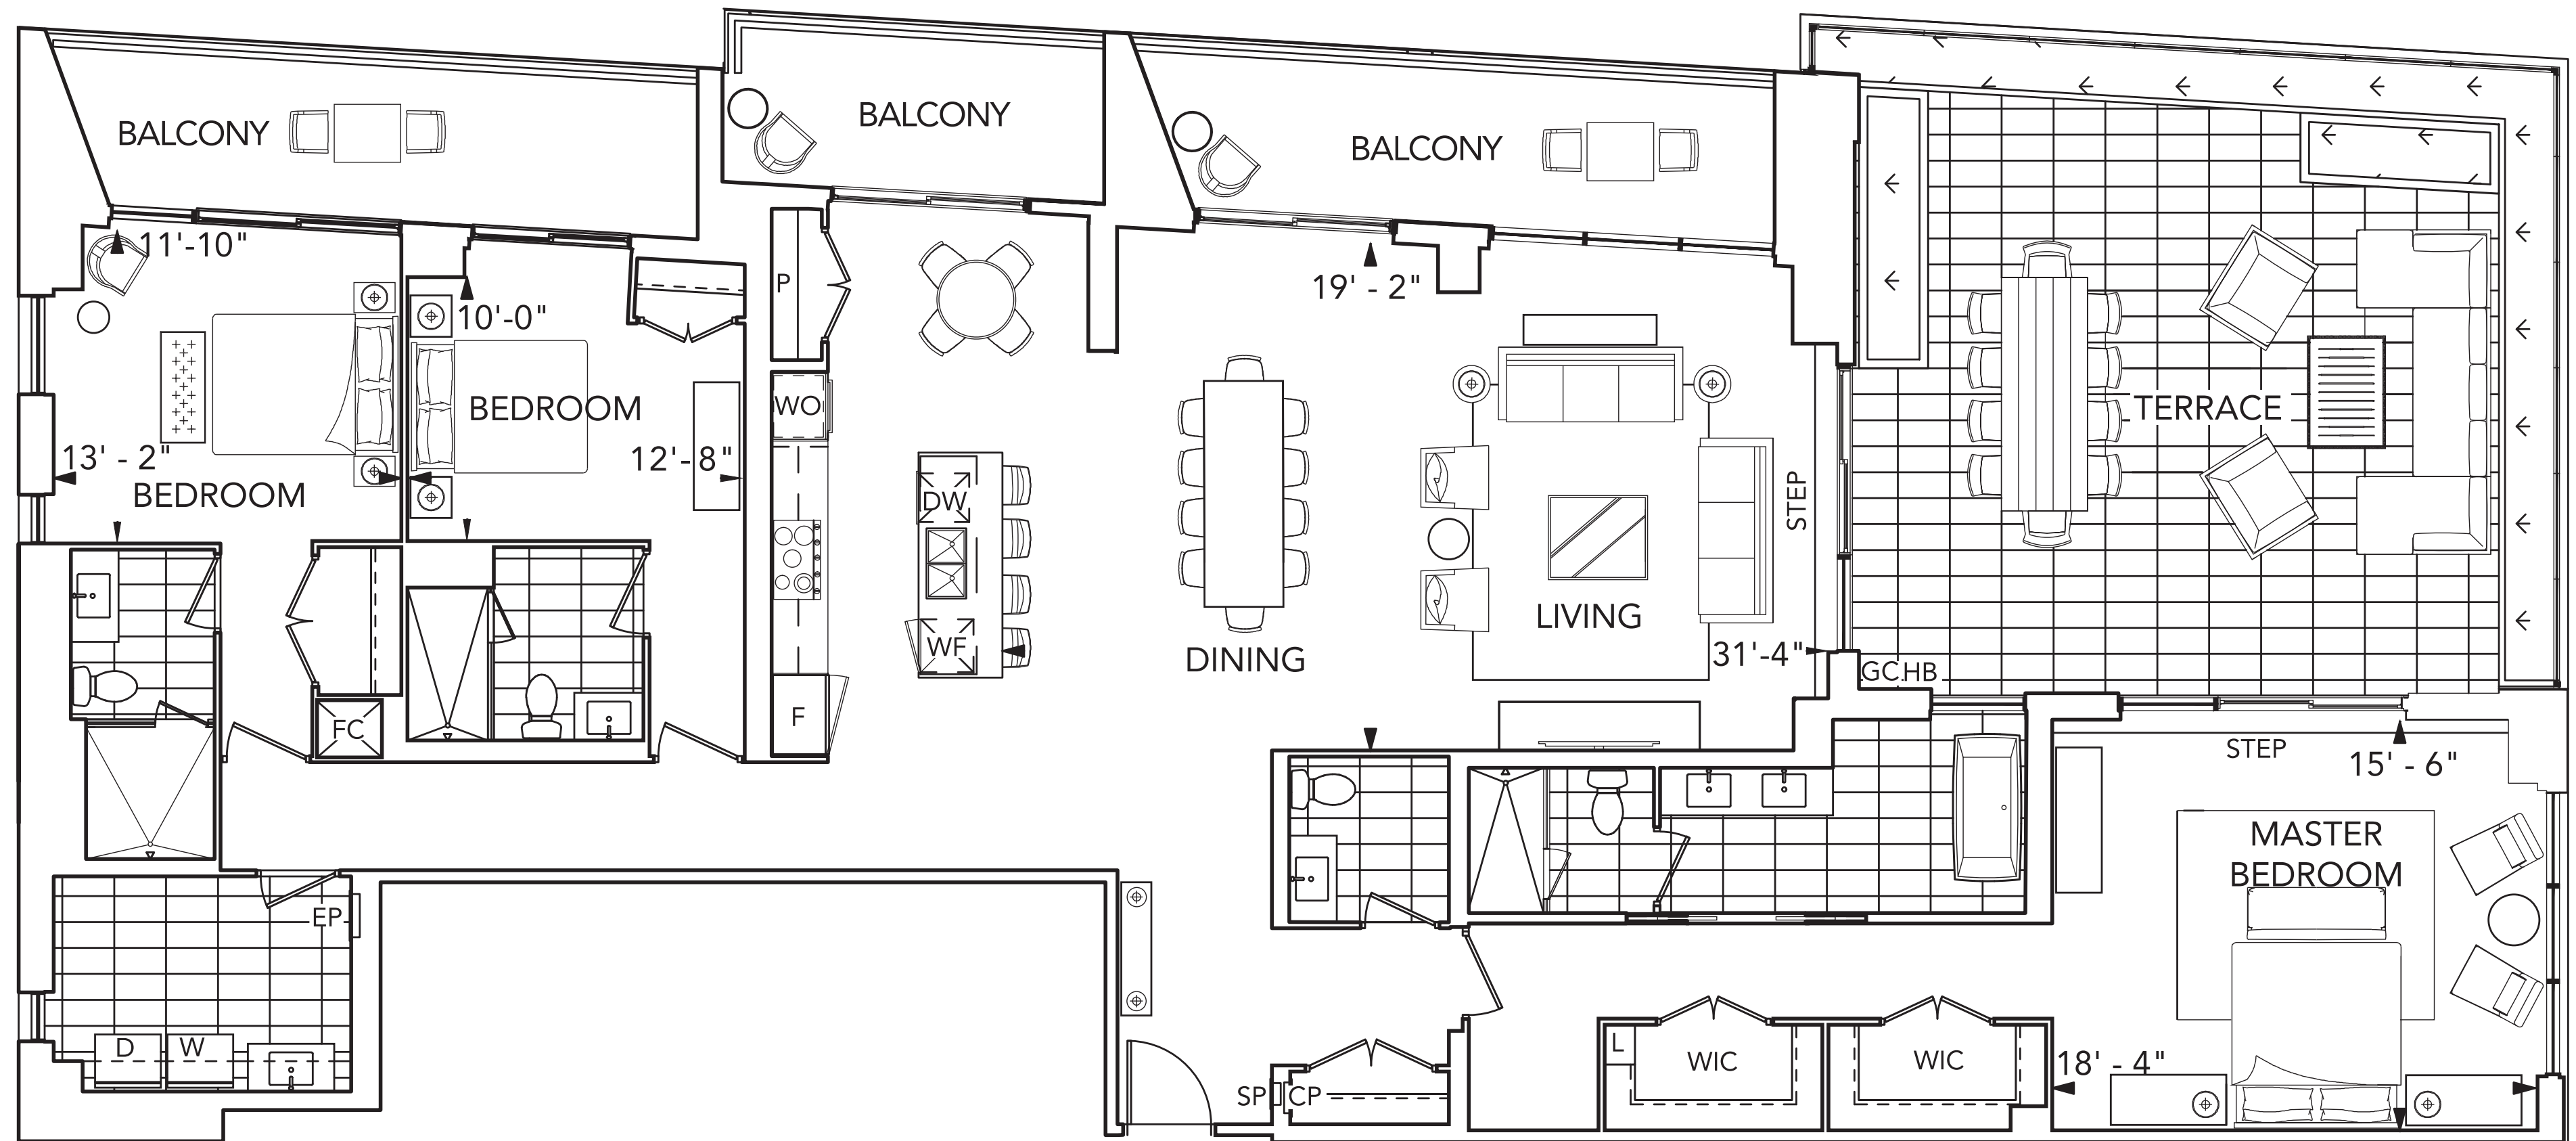 BALCONY
BALCONY
BALCONY
11'-10"
10'-0"
P
19' - 2"
WO
BEDROOM
TERRACE
13' - 2"
12'- 8"
BEDROOM
DW
STEP
LIVING
WF
DINING
31'-4"
GC HB
F
FC
STEP
15' - 6"
MASTER
BEDROOM
EP
D
W
L
WIC
WIC
18' - 4"
SP
CP